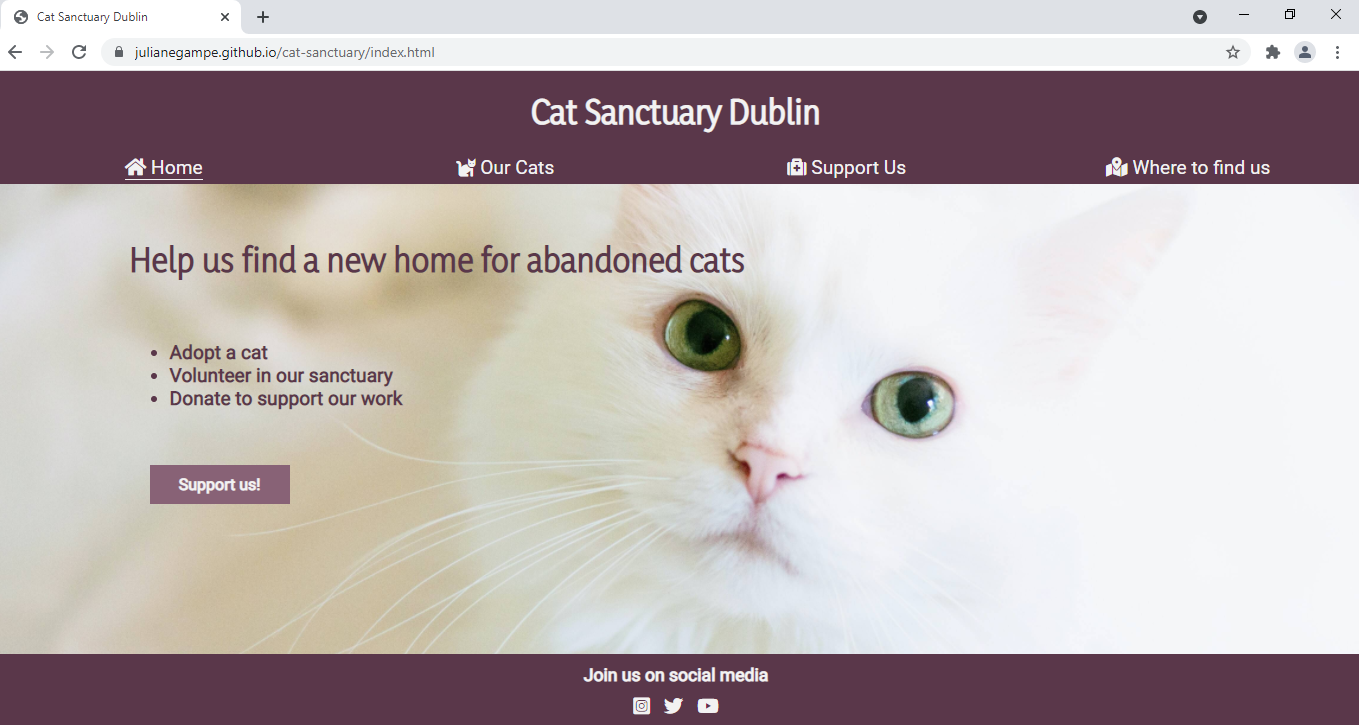 Cat Sanctuary Dublin
julianegampe.github.io/cat-sanctuary/index.html
Cat Sanctuary Dublin
Home Our Cats Support Us Where to find us
Help us find a new home for abandoned cats
• Adopt a cat
• Volunteer in our sanctuary
• Donate to support our work
Support us!
Join us on social media